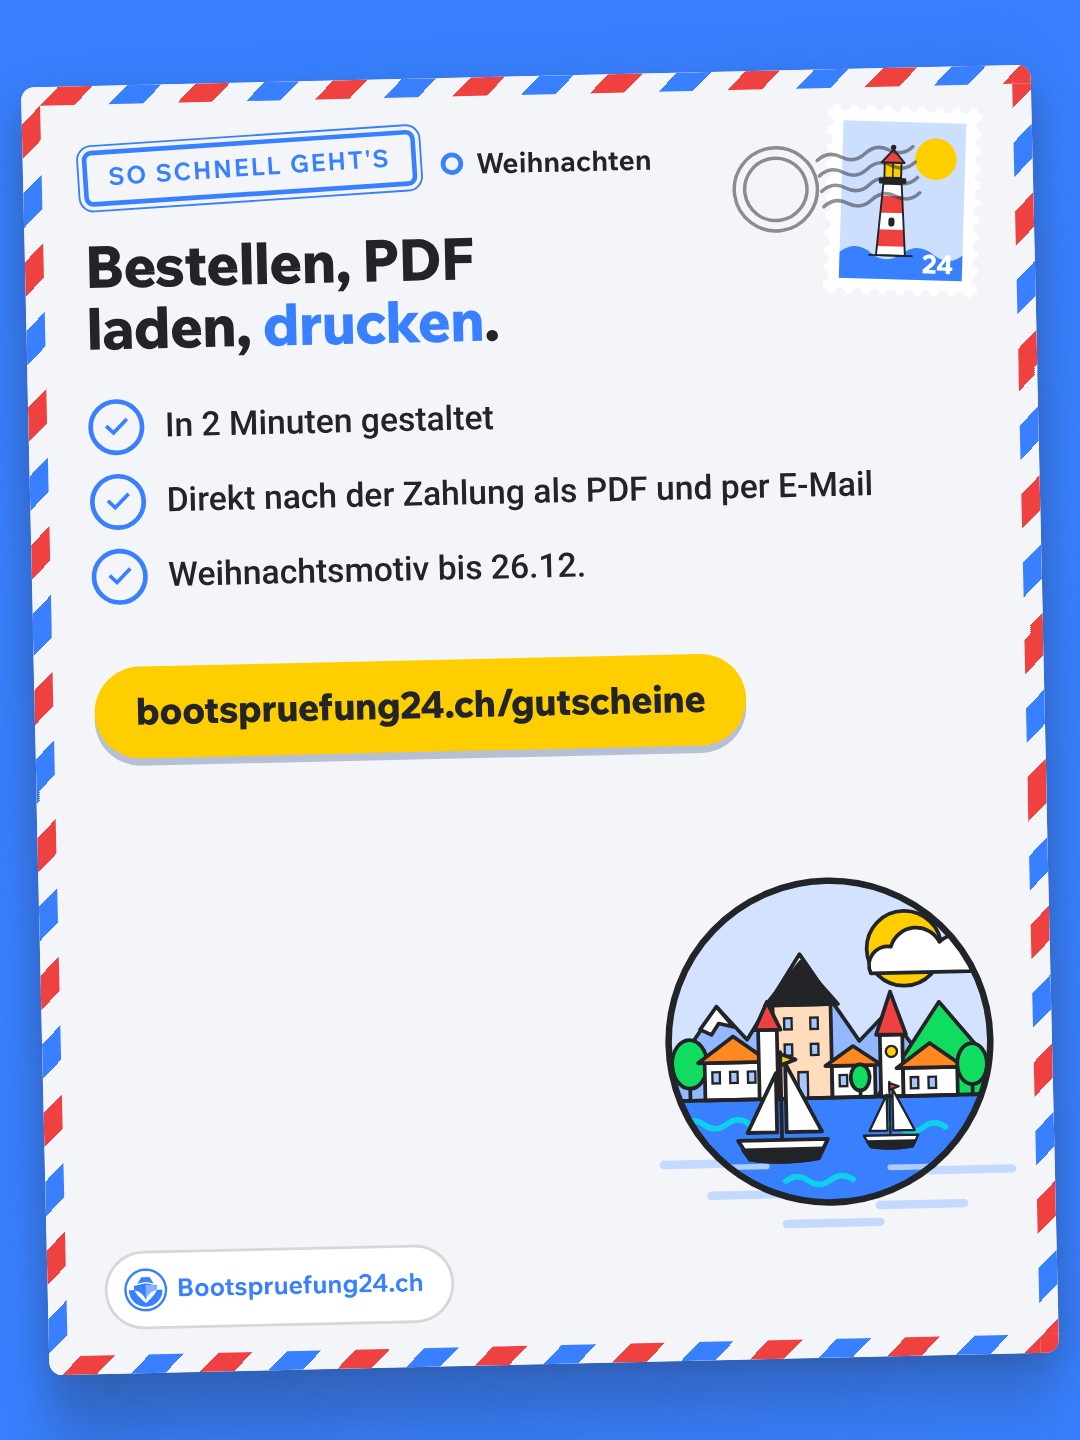 SO SCHNELL GEHT'S
Weihnachten
24
Bestellen, PDF
laden, drucken.
In 2 Minuten gestaltet
Direkt nach der Zahlung als PDF und per E-Mail
Weihnachtsmotiv bis 26.12.
bootspruefung24.ch/gutscheine
Bootspruefung24.ch